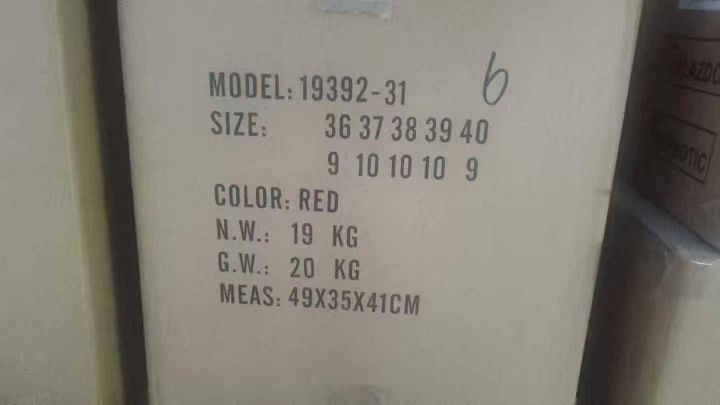 MODEL: 19392-31
6
SIZE: 36 37 38 39 40
9 10 10 10 9
COLOR: RED
N.W.: 19 KG
G.W.: 20 KG
MEAS: 49X35X41CM